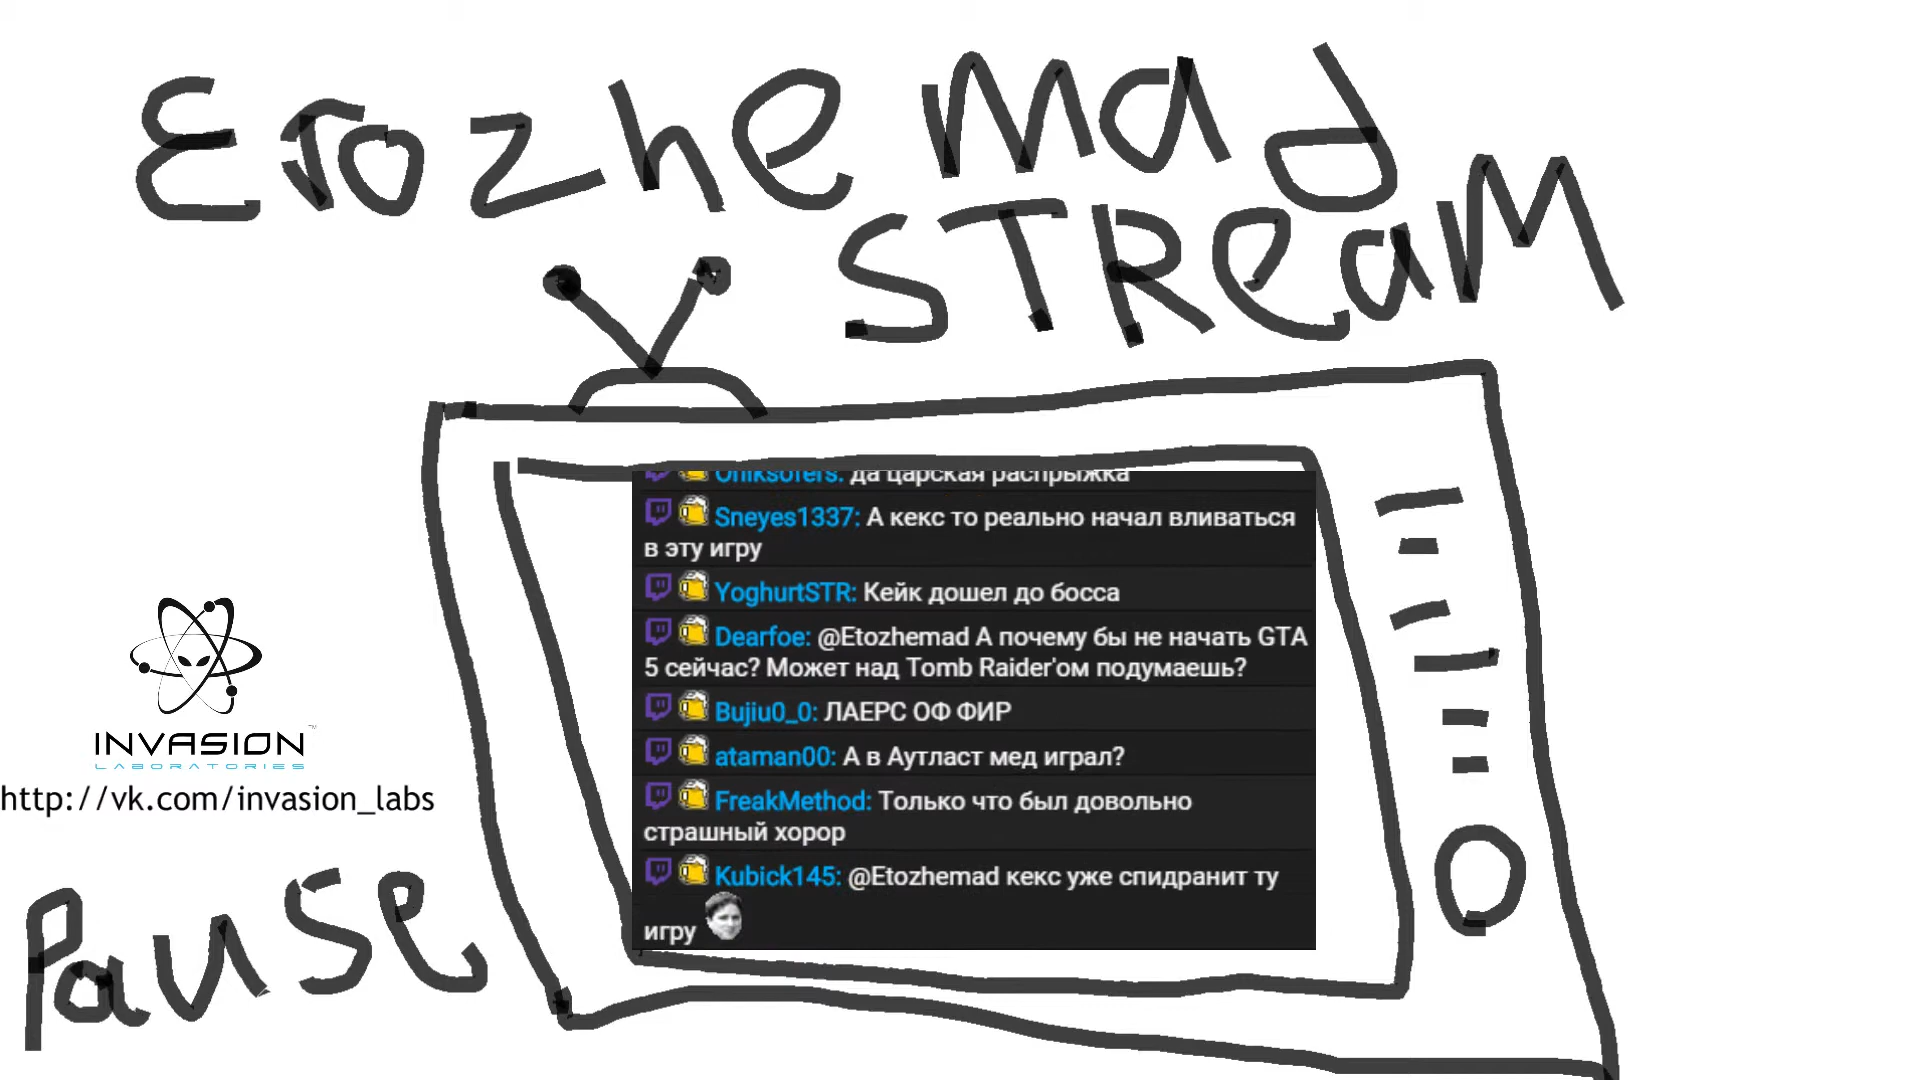 Etozhemad
STReaM
Oniksofers: да царская распрыжка
Sneyes1337: А кекс то реально начал вливаться
в эту игру
YoghurtSTR: Кейк дошел до босса
Dearfoe: @Etozhemad А почему бы не начать GTA
5 сейчас? Может над Tomb Raider'ом подумаешь?
Bujiu0_0: ЛАЕРС ОФ ФИР
ataman00: А в Аутласт мед играл?
FreakMethod: Только что был довольно
страшный хорор
Kubick145: @Etozhemad кекс уже спидранит ту
игру
INVASION™
LABORATORIES
http://vk.com/invasion_labs
Pause